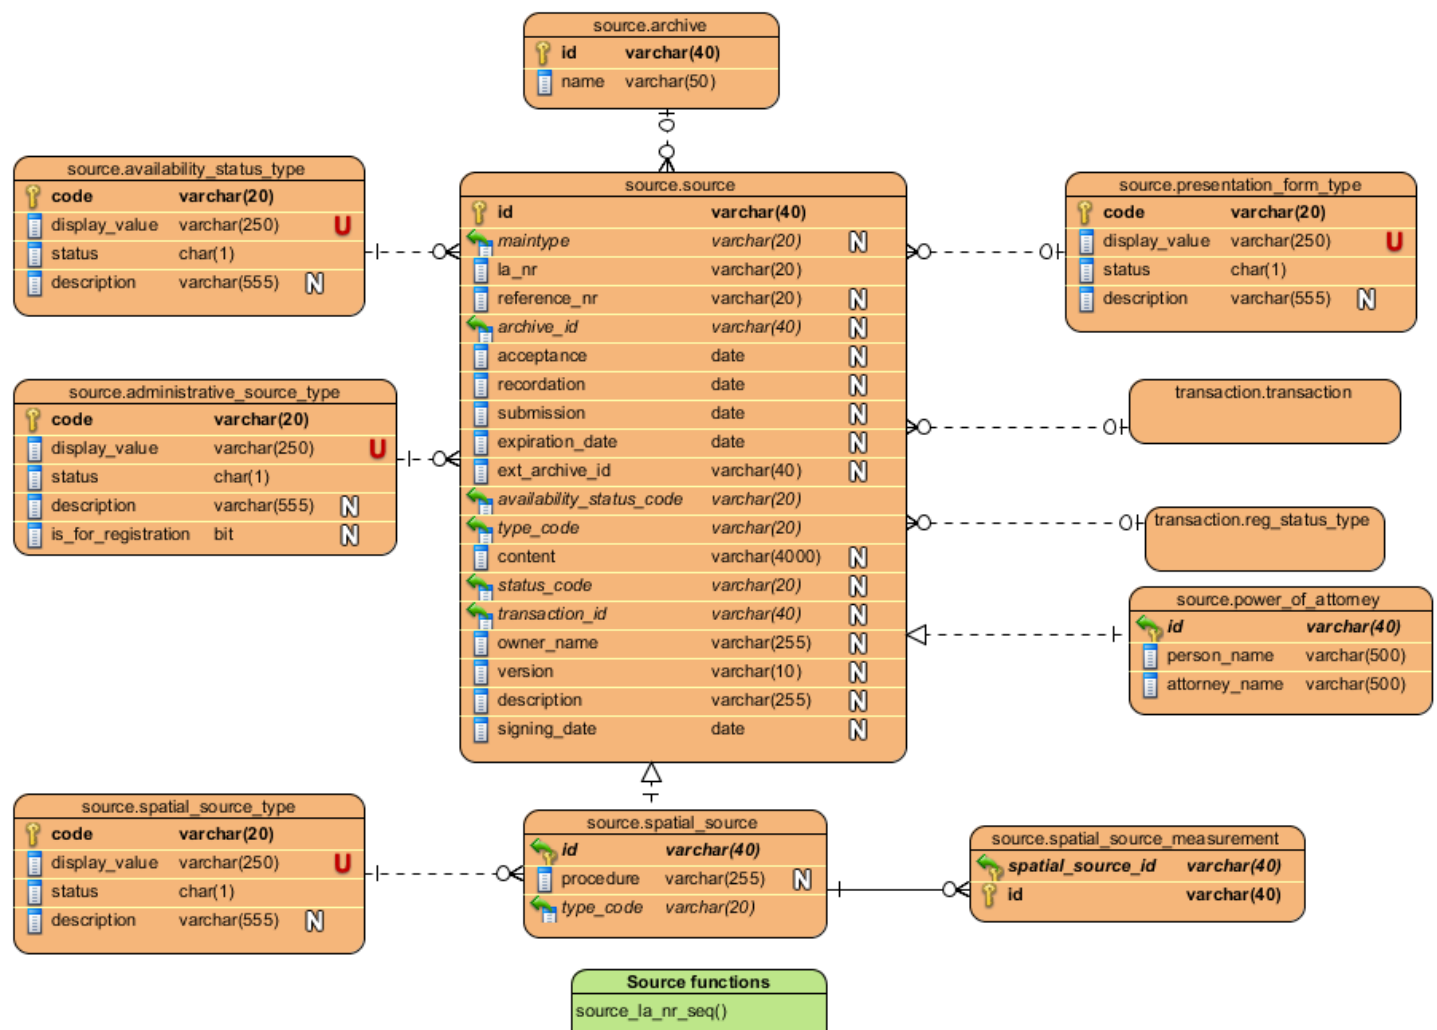 source.archive
id varchar(40)
name varchar(50)
source.availability_status_type
code varchar(20)
display_value varchar(250) U
status char(1)
description varchar(555) N
source.administrative_source_type
code varchar(20)
display_value varchar(250) U
status char(1)
description varchar(555) N
is_for_registration bit N
source.source
id varchar(40)
maintype varchar(20) N
la_nr varchar(20)
reference_nr varchar(20) N
archive_id varchar(40) N
acceptance date N
recordation date N
submission date N
expiration_date date N
ext_archive_id varchar(40) N
availability_status_code varchar(20)
type_code varchar(20)
content varchar(4000) N
status_code varchar(20) N
transaction_id varchar(40) N
owner_name varchar(255) N
version varchar(10) N
description varchar(255) N
signing_date date N
source.presentation_form_type
code varchar(20)
display_value varchar(250) U
status char(1)
description varchar(555) N
transaction.transaction
transaction.reg_status_type
source.power_of_attorney
id varchar(40)
person_name varchar(500)
attorney_name varchar(500)
source.spatial_source_type
code varchar(20)
display_value varchar(250) U
status char(1)
description varchar(555) N
source.spatial_source
id varchar(40)
procedure varchar(255) N
type_code varchar(20)
source.spatial_source_measurement
spatial_source_id varchar(40)
id varchar(40)
Source functions
source_la_nr_seq()